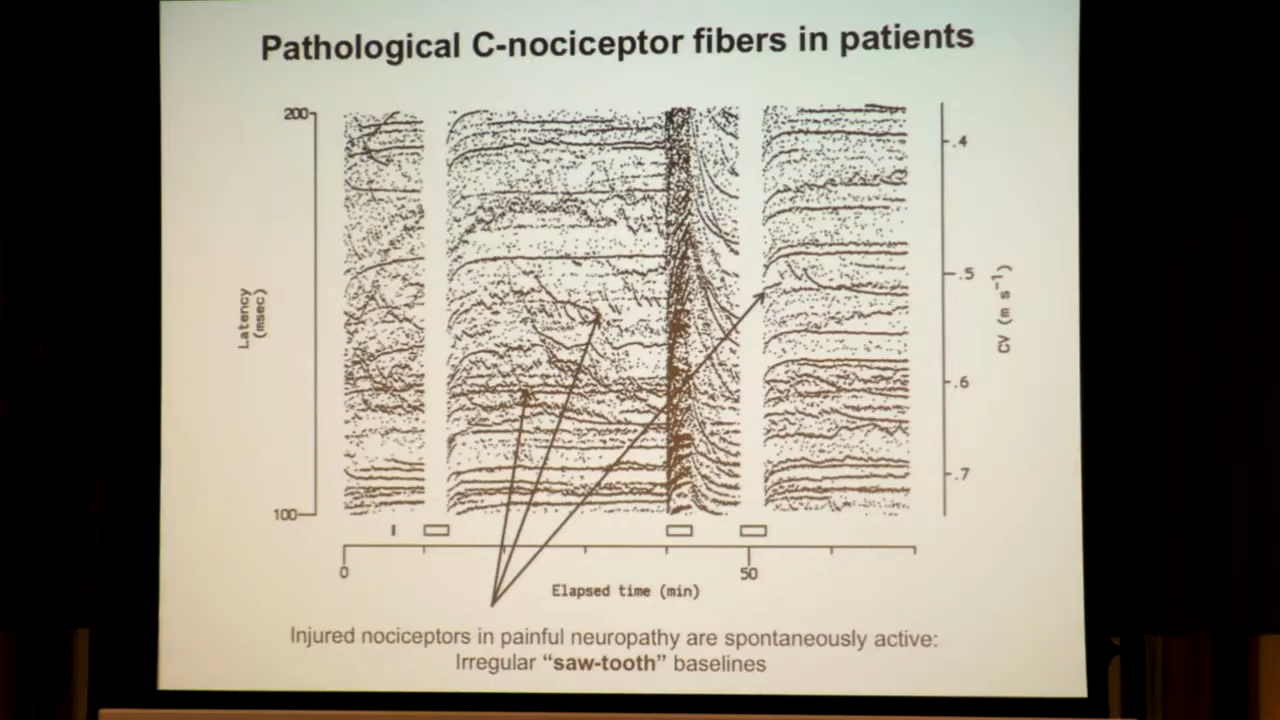 Pathological C-nociceptor fibers in patients
200
100
Latency
(msec)
.4
.5
.6
.7
CV (m s⁻¹)
0
50
Elapsed time (min)
Injured nociceptors in painful neuropathy are spontaneously active:
Irregular “saw-tooth” baselines